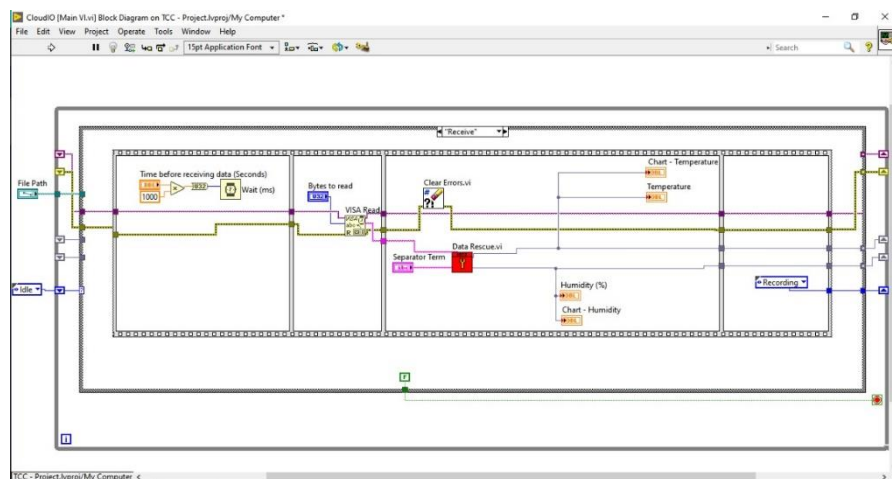 CloudIO [Main VI.vi] Block Diagram on TCC - Project.lvproj/My Computer *
File Edit View Project Operate Tools Window Help
15pt Application Font
Search
"Receive"
Chart - Temperature
Time before receiving data (Seconds)
1000
Wait (ms)
Bytes to read
Clear Errors.vi
Temperature
File Path
VISA Read
Data Rescue.vi
Separator Term
Idle
Recording
Humidity (%)
Chart - Humidity
F
i
TCC - Project.lvproj/My Computer